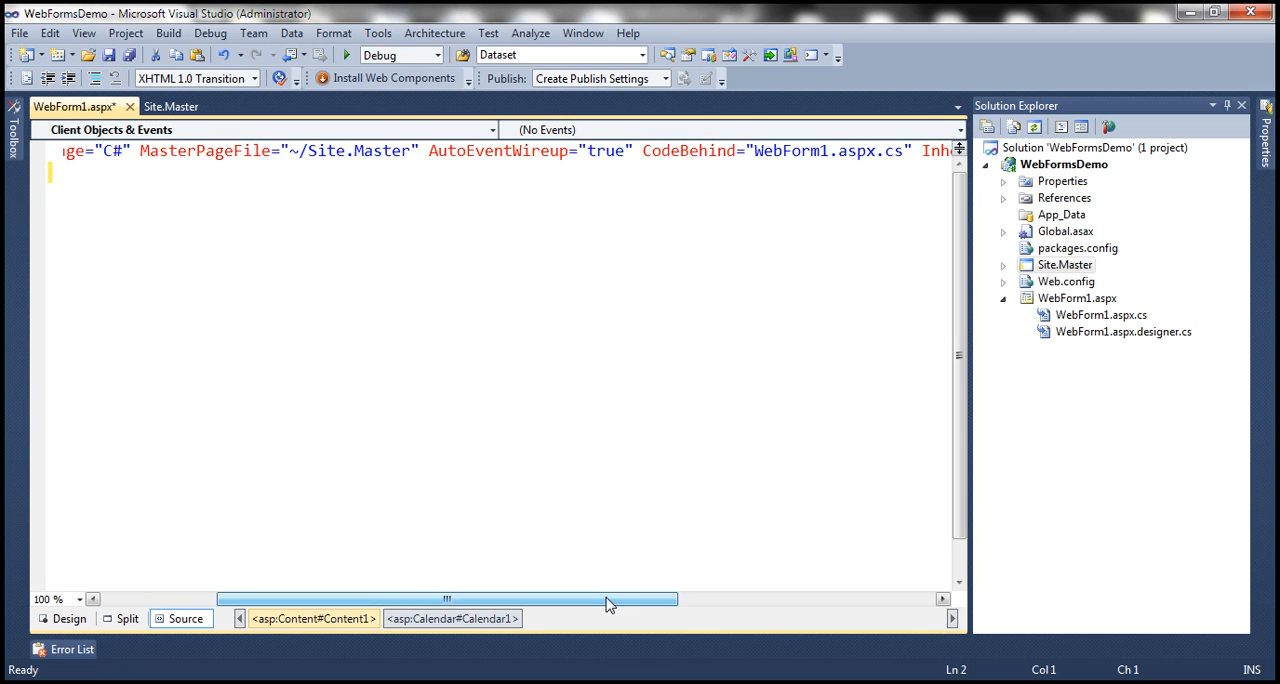 WebFormsDemo - Microsoft Visual Studio (Administrator)
File Edit View Project Build Debug Team Data Format Tools Architecture Test Analyze Window Help
Debug Dataset
XHTML 1.0 Transition Install Web Components Publish: Create Publish Settings
WebForm1.aspx* Site.Master
Client Objects & Events (No Events)
ge="C#" MasterPageFile="~/Site.Master" AutoEventWireup="true" CodeBehind="WebForm1.aspx.cs" Inh
Toolbox
Solution Explorer
Solution 'WebFormsDemo' (1 project)
WebFormsDemo
Properties
References
App_Data
Global.asax
packages.config
Site.Master
Web.config
WebForm1.aspx
WebForm1.aspx.cs
WebForm1.aspx.designer.cs
Properties
100 %
Design Split Source <asp:Content#Content1> <asp:Calendar#Calendar1>
Error List
Ready Ln 2 Col 1 Ch 1 INS